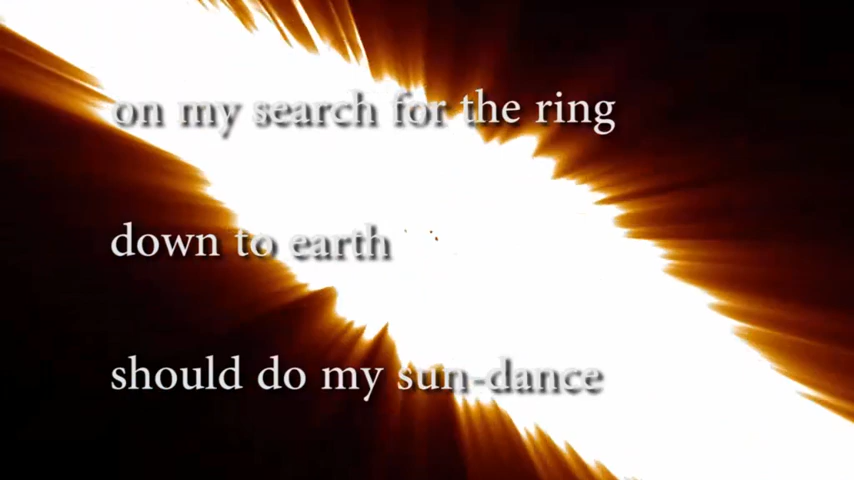 on my search for the ring
down to earth
should do my sun-dance